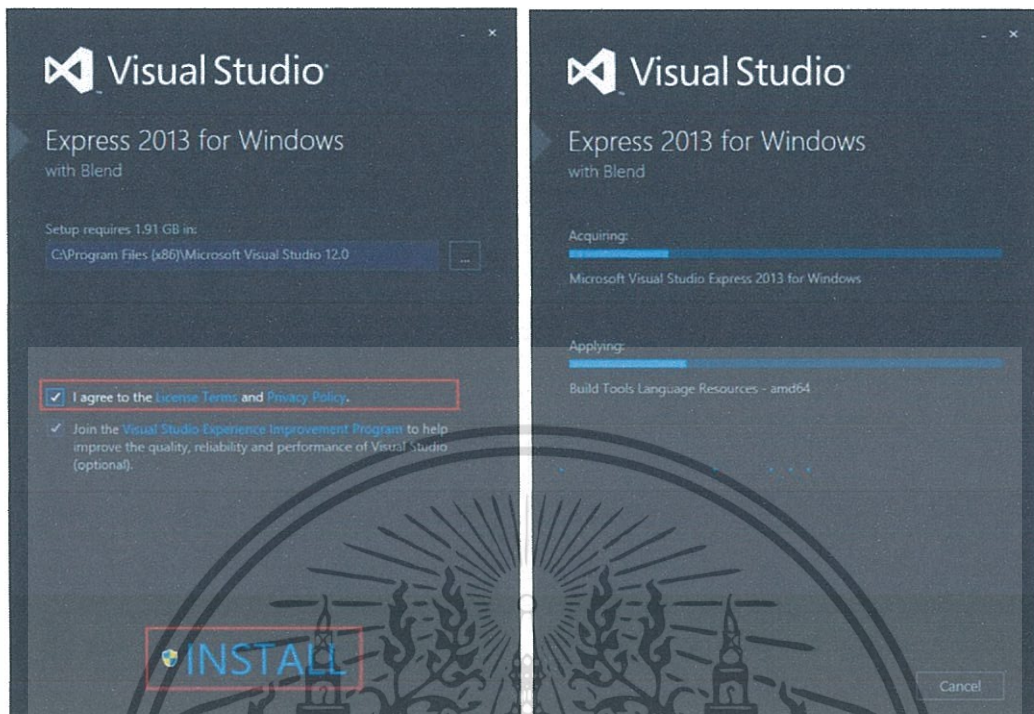 Visual Studio
Express 2013 for Windows
with Blend
Setup requires 1.91 GB in:
C:\Program Files (x86)\Microsoft Visual Studio 12.0
...
I agree to the License Terms and Privacy Policy.
Join the Visual Studio Experience Improvement Program to help
improve the quality, reliability and performance of Visual Studio
(optional).
INSTALL
Visual Studio
Express 2013 for Windows
with Blend
Acquiring:
Microsoft Visual Studio Express 2013 for Windows
Applying:
Build Tools Language Resources - amd64
Cancel